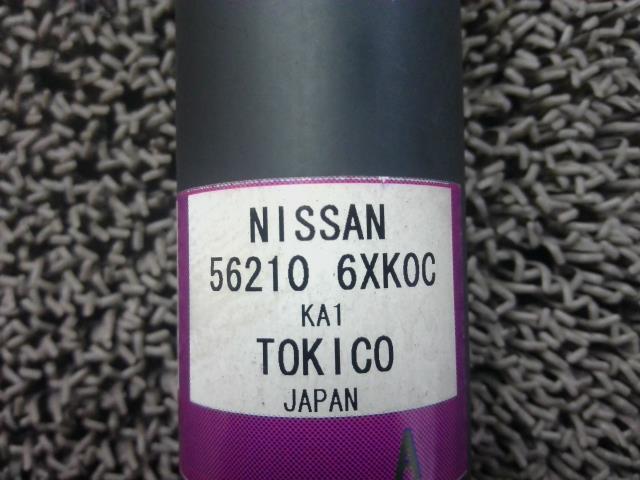 NISSAN
56210 6XK0C
KA1
TOKICO
JAPAN
A